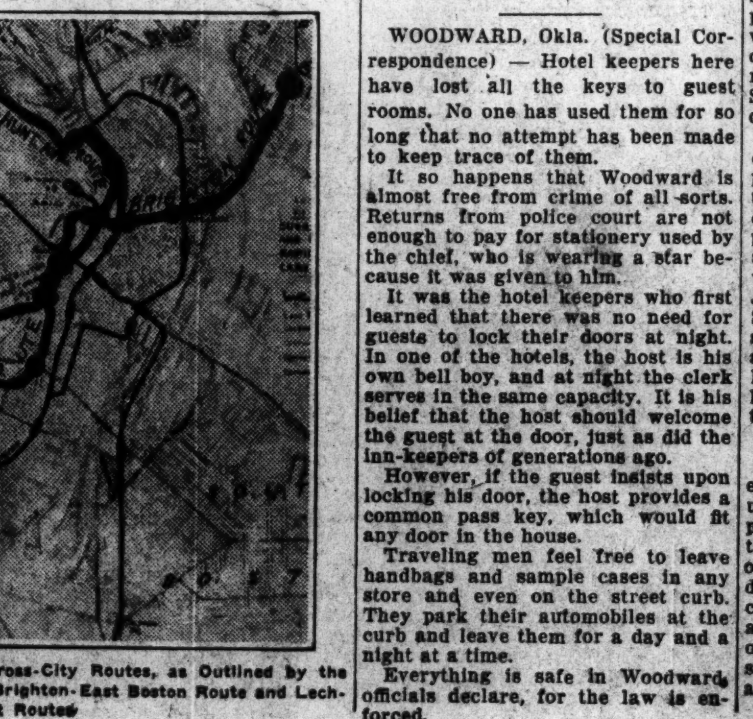 HUNT
ROUTE
BRIGHTON
ROUTE
ROUTE
ross-City Routes, as Outlined by the
Brighton-East Boston Route and Lech-
t Routes
WOODWARD, Okla. (Special Cor-
respondence) — Hotel keepers here
have lost all the keys to guest
rooms. No one has used them for so
long that no attempt has been made
to keep trace of them.
It so happens that Woodward is
almost free from crime of all sorts.
Returns from police court are not
enough to pay for stationery used by
the chief, who is wearing a star be-
cause it was given to him.
It was the hotel keepers who first
learned that there was no need for
guests to lock their doors at night.
In one of the hotels, the host is his
own bell boy, and at night the clerk
serves in the same capacity. It is his
belief that the host should welcome
the guest at the door, just as did the
inn-keepers of generations ago.
However, if the guest insists upon
locking his door, the host provides a
common pass key, which would fit
any door in the house.
Traveling men feel free to leave
handbags and sample cases in any
store and even on the street curb.
They park their automobiles at the
curb and leave them for a day and a
night at a time.
Everything is safe in Woodward,
officials declare, for the law is en-
forced.